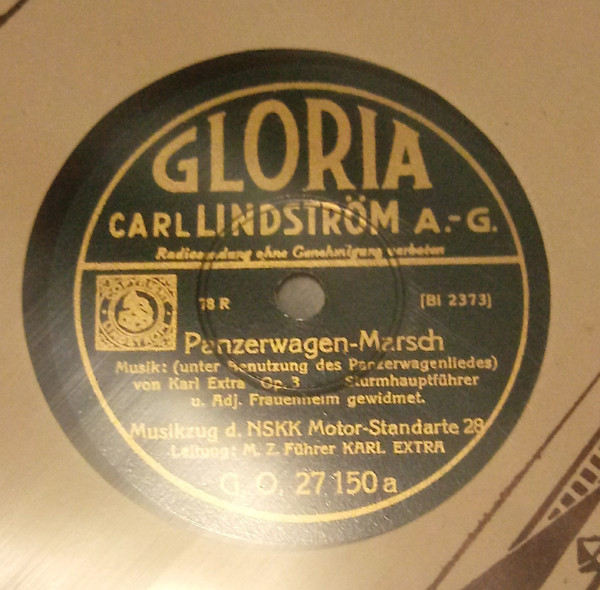 GLORIA
CARL LINDSTRÖM A.-G.
Radiosendung ohne Genehmigung verboten
78 R
[Bi 2373]
Panzerwagen-Marsch
Musik: (unter Benutzung des Panzerwagenliedes)
von Karl Extra Op. 3 Sturmhauptführer
u. Adj. Frauenheim gewidmet.
Musikzug d. NSKK Motor-Standarte 28
Leitung: M. Z. Führer KARL EXTRA
G. O. 27 150 a